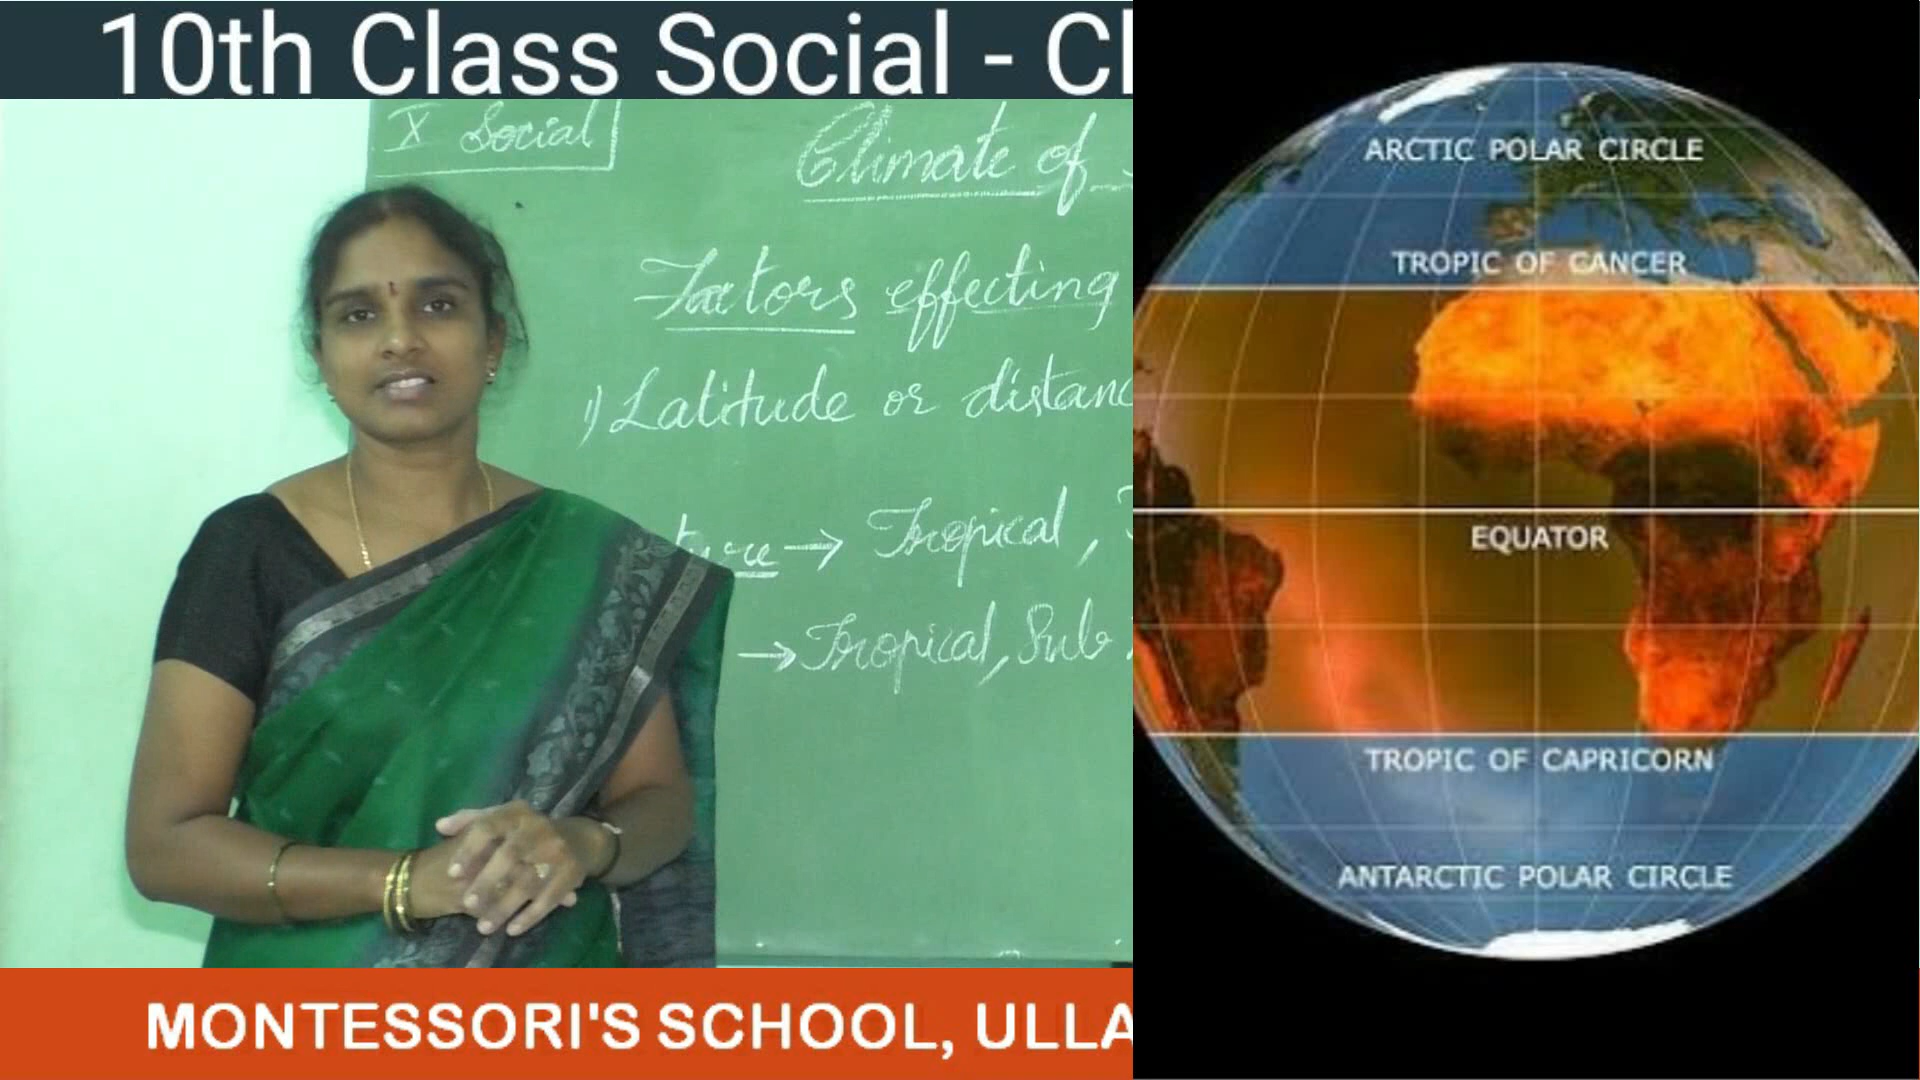 10th Class Social - Cl
X Social
Climate of
Factors effecting
1) Latitude or distanc
ture → Tropical,
→ Tropical, Sub
MONTESSORI'S SCHOOL, ULLA
ARCTIC POLAR CIRCLE
TROPIC OF CANCER
EQUATOR
TROPIC OF CAPRICORN
ANTARCTIC POLAR CIRCLE